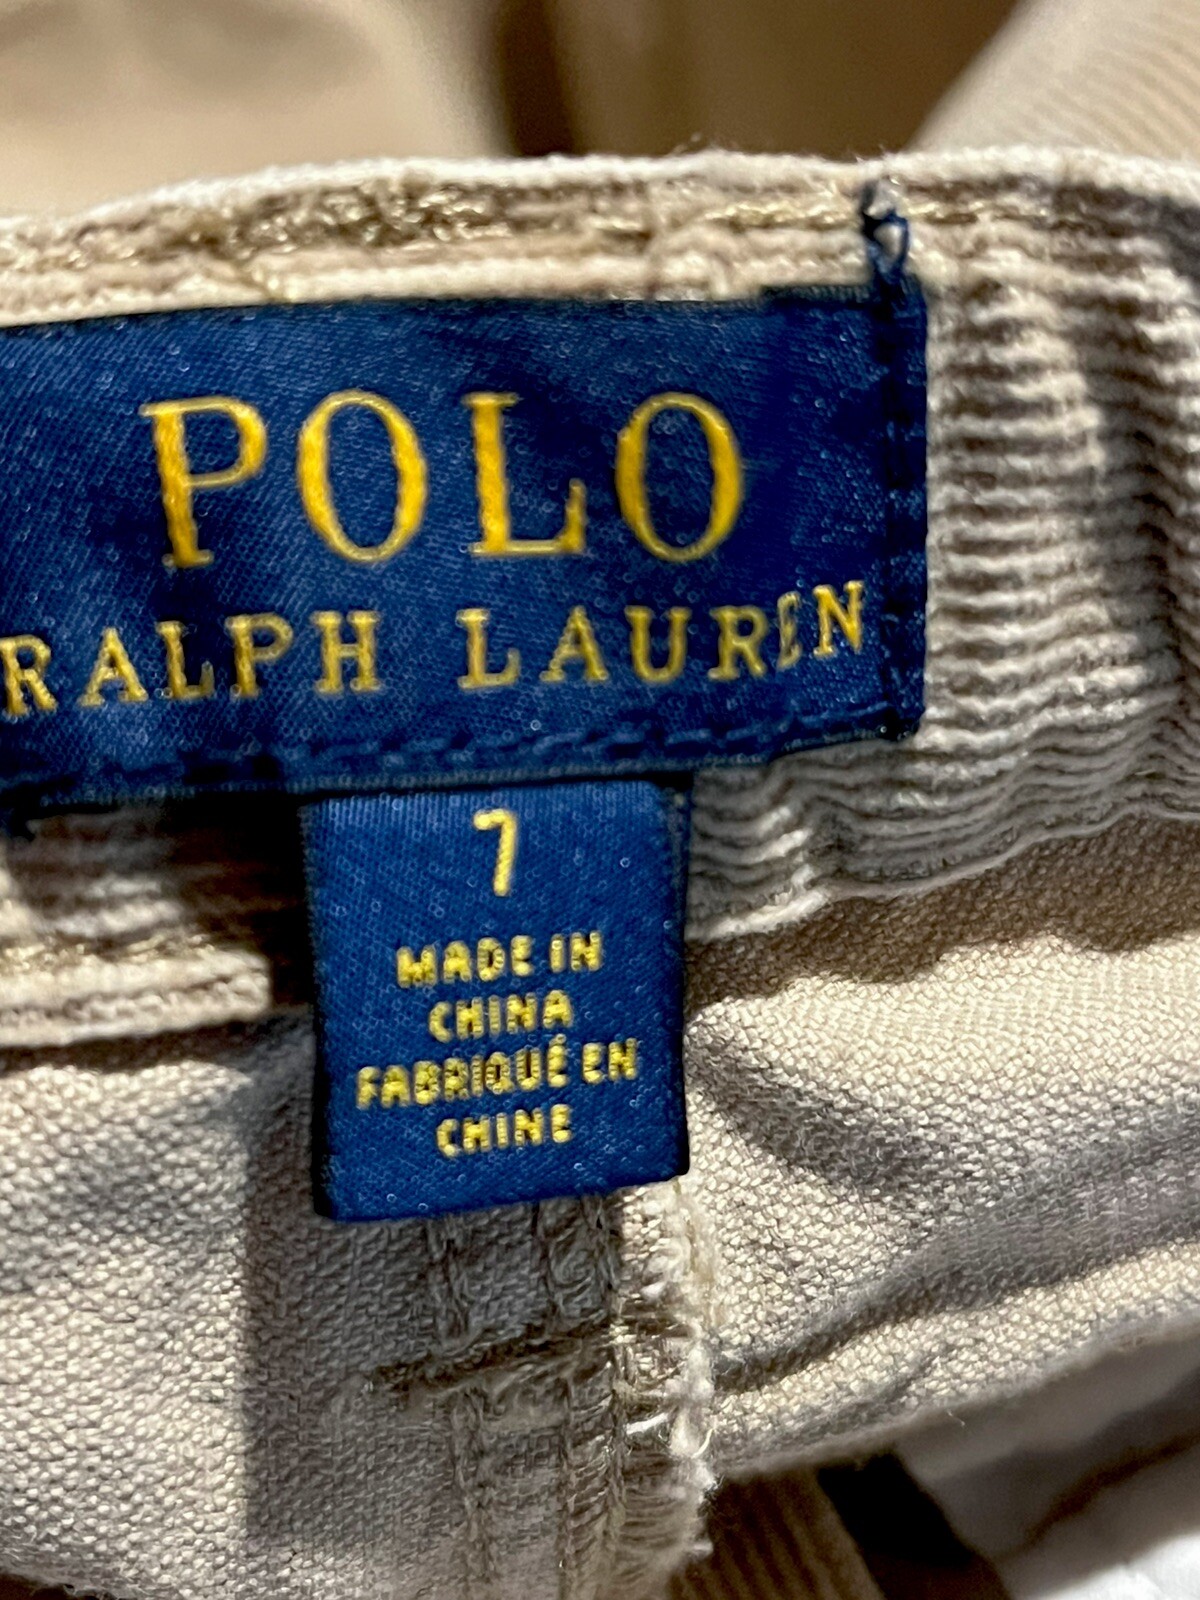 POLO
RALPH LAUREN
7
MADE IN
CHINA
FABRIQUÉ EN
CHINE